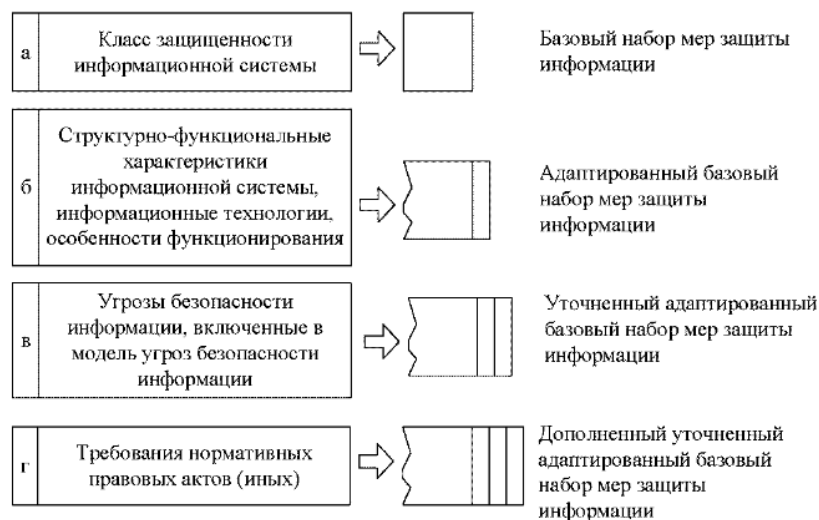 а
Класс защищенности
информационной системы
Базовый набор мер защиты
информации
б
Структурно-функциональные
характеристики
информационной системы,
информационные технологии,
особенности функционирования
Адаптированный базовый
набор мер защиты
информации
в
Угрозы безопасности
информации, включенные в
модель угроз безопасности
информации
Уточненный адаптированный
базовый набор мер защиты
информации
г
Требования нормативных
правовых актов (иных)
Дополненный уточненный
адаптированный базовый
набор мер защиты
информации